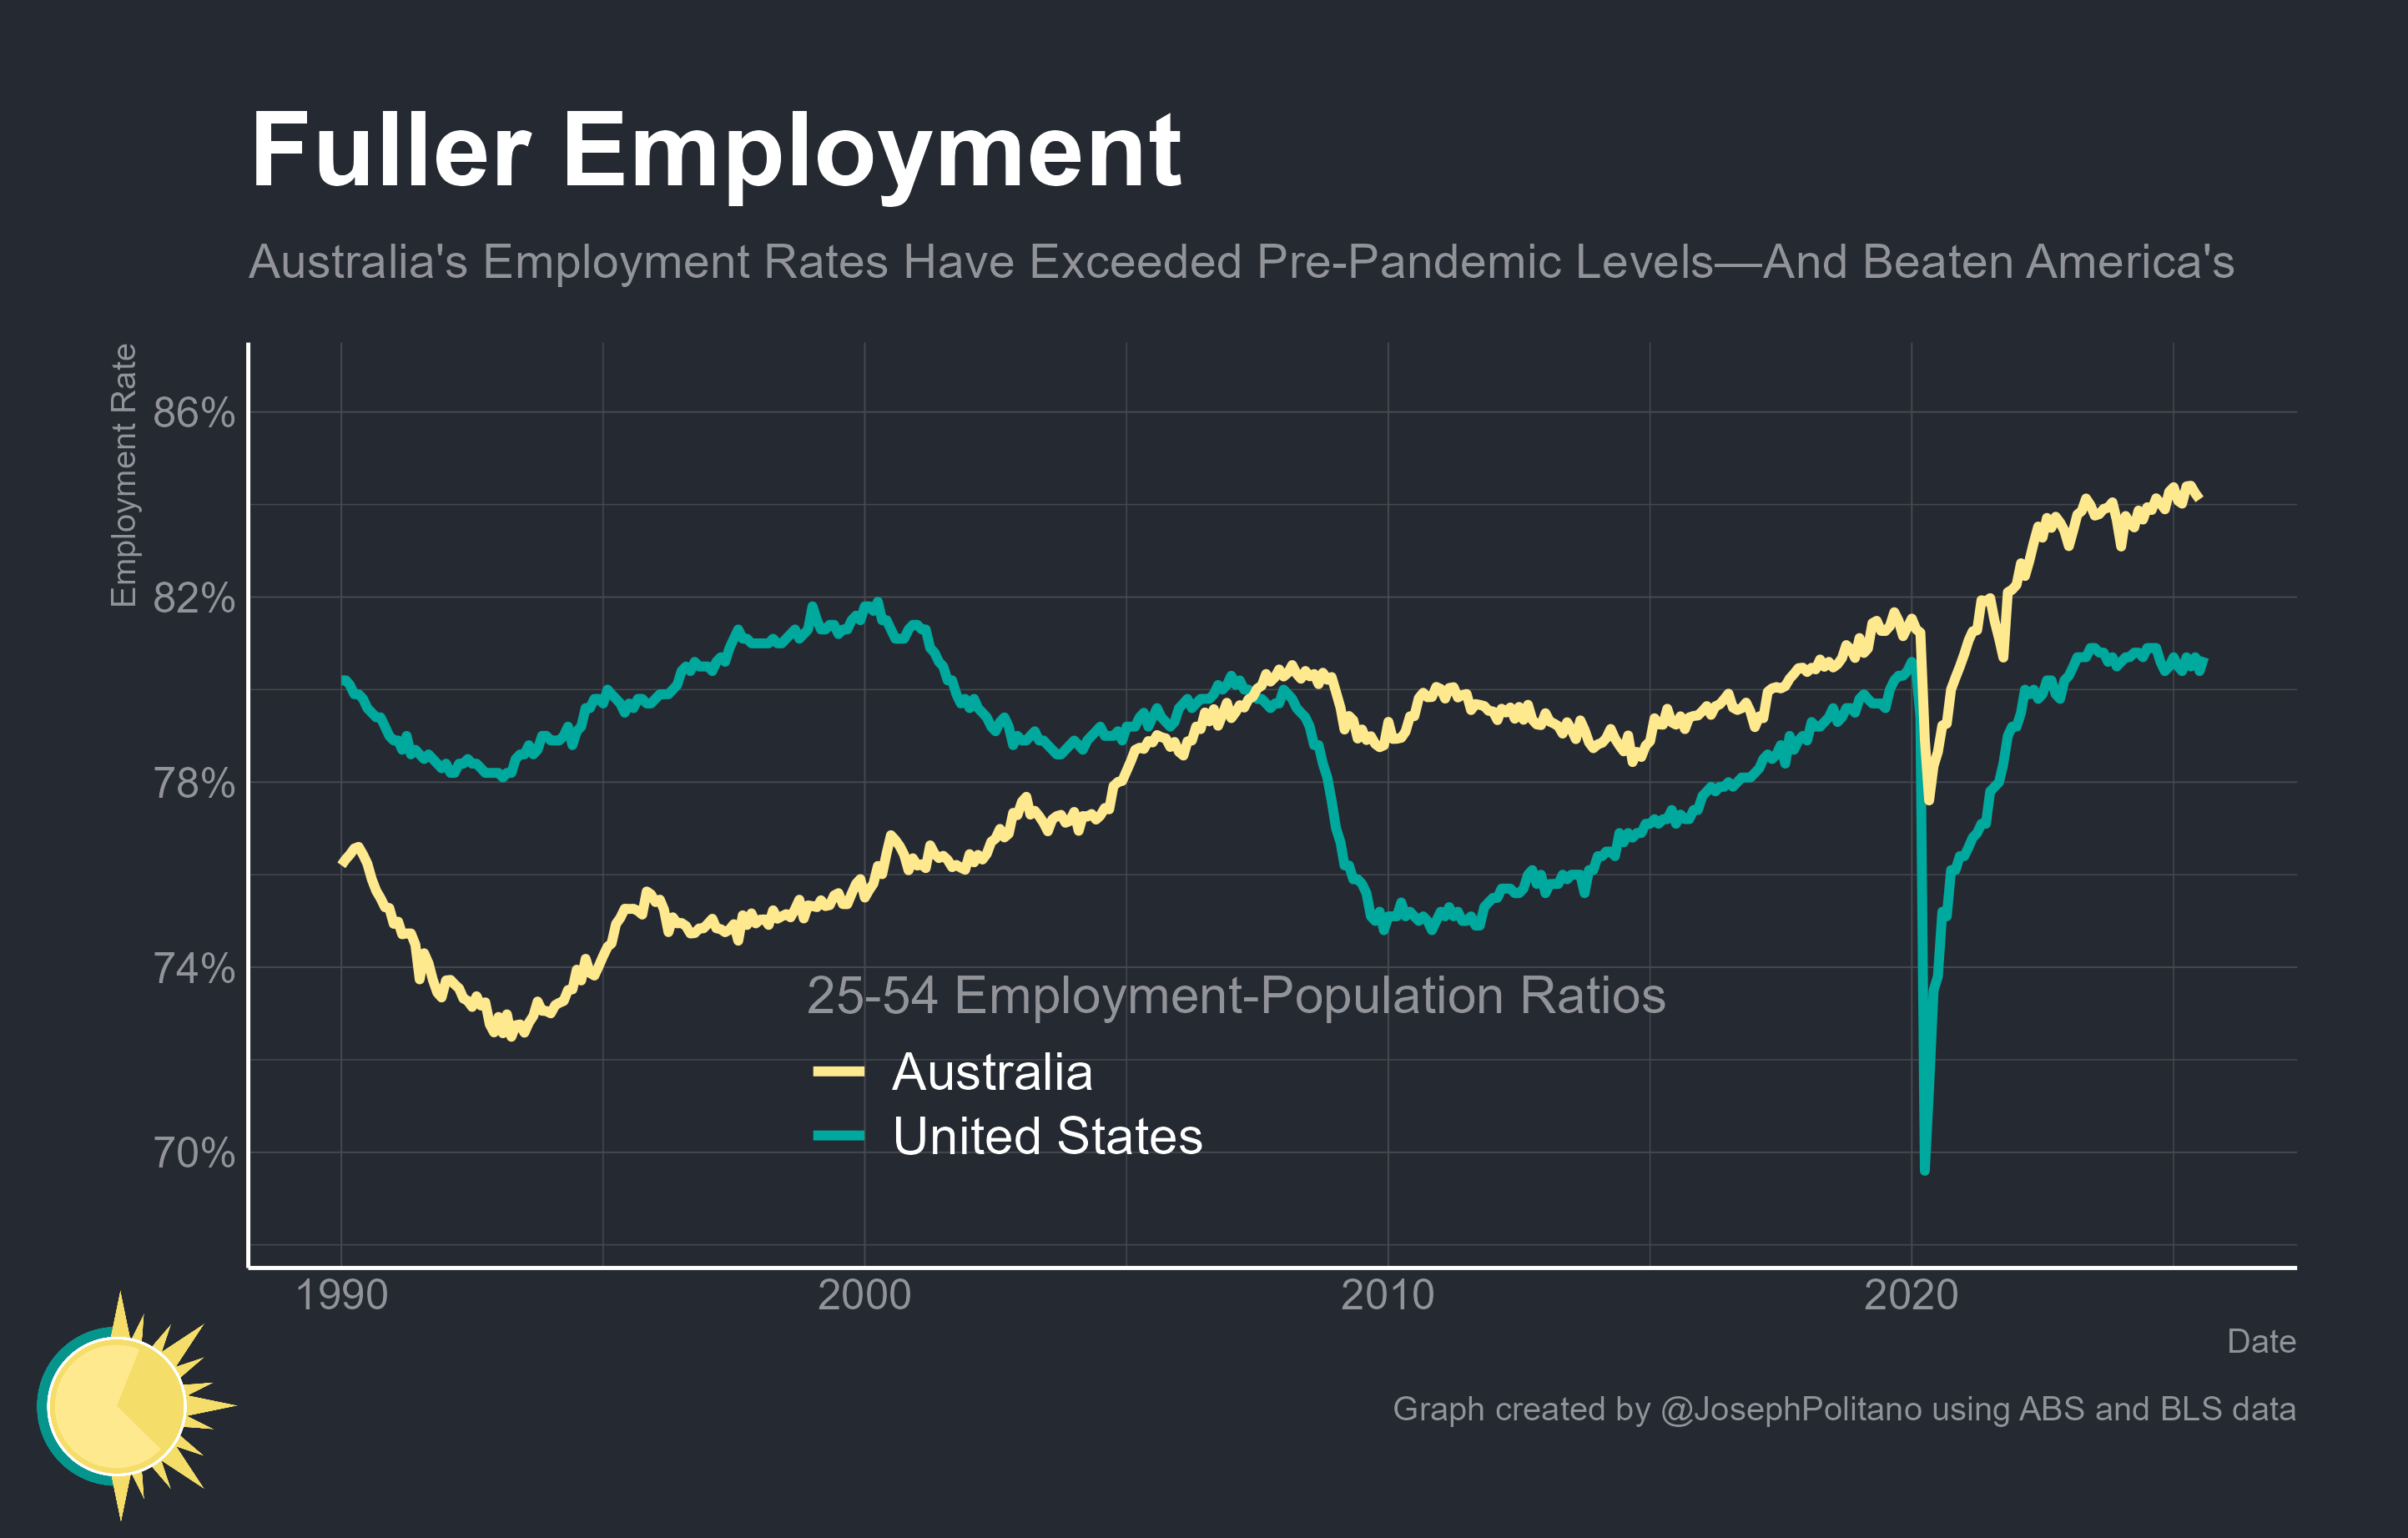 Fuller Employment
Australia's Employment Rates Have Exceeded Pre-Pandemic Levels—And Beaten America's
Employment Rate
86%
82%
78%
74%
70%
25-54 Employment-Population Ratios
Australia
United States
1990 2000 2010 2020
Date
Graph created by @JosephPolitano using ABS and BLS data